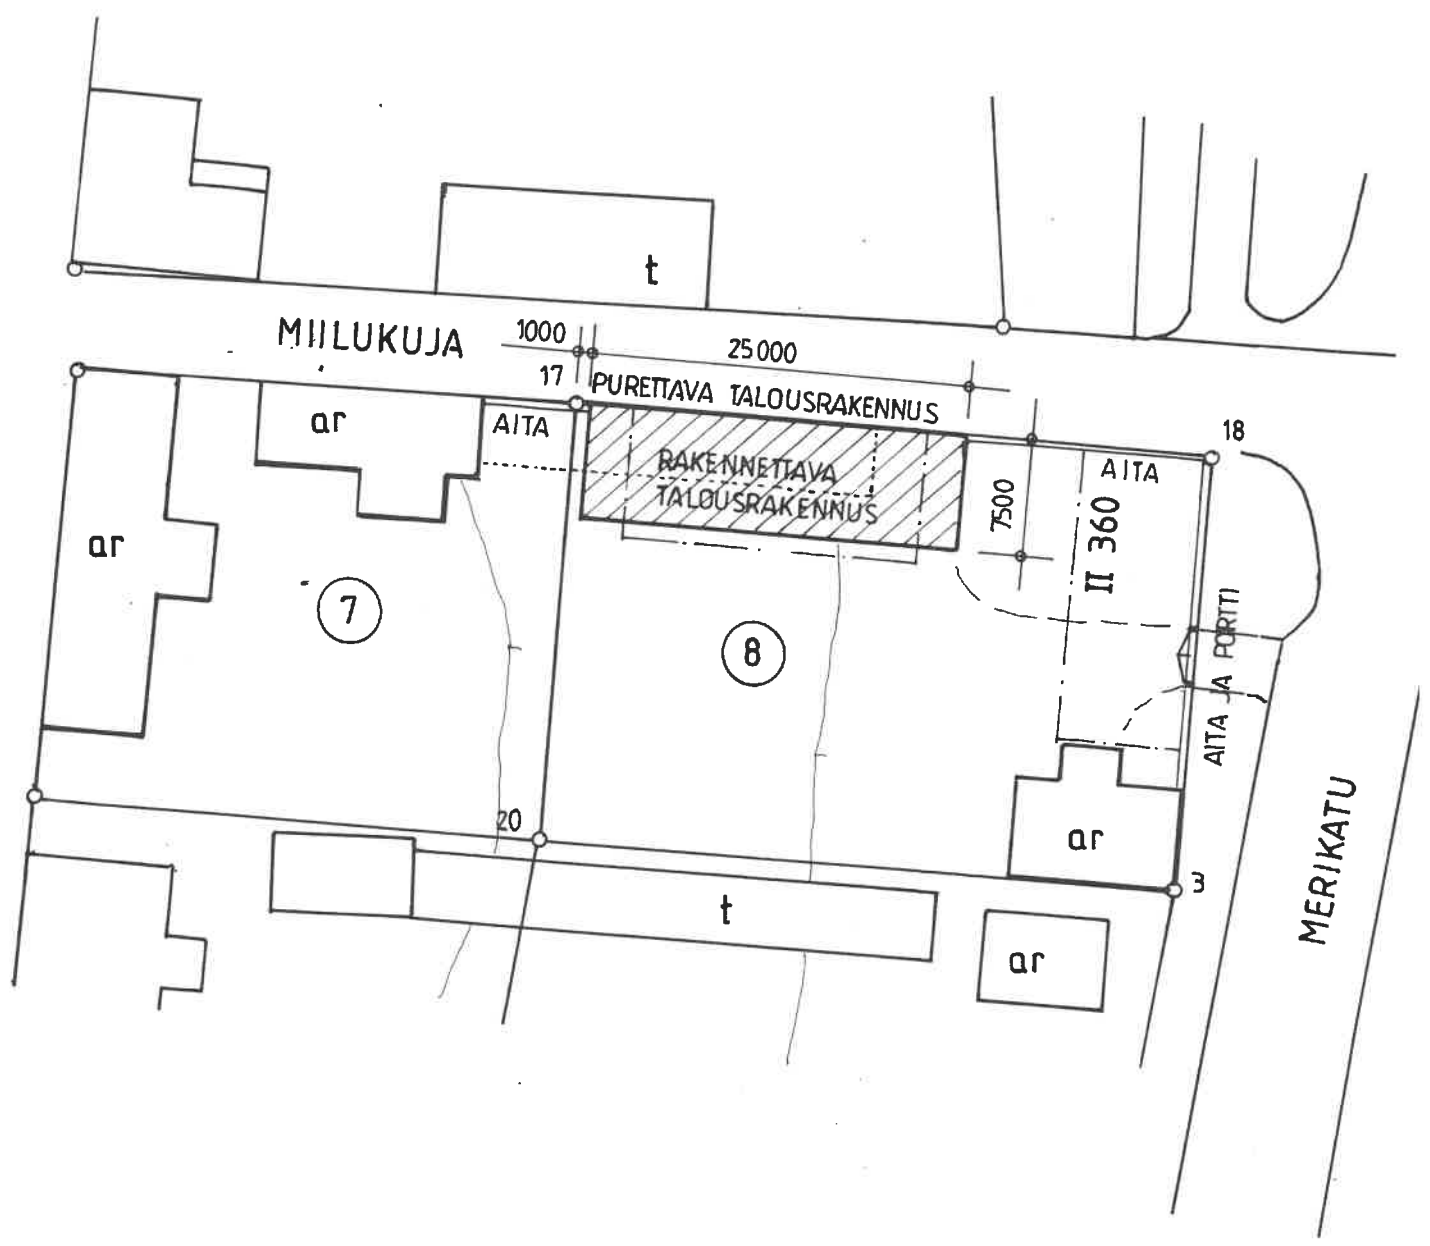 t
MIILUKUJA
1000
25000
17
PURETTAVA TALOUSRAKENNUS
ar
AITA
18
RAKENNETTAVA
TALOUSRAKENNUS
7500
AITA
II 360
ar
7
8
AITA JA PORTTI
20
ar
3
MERIKATU
t
ar